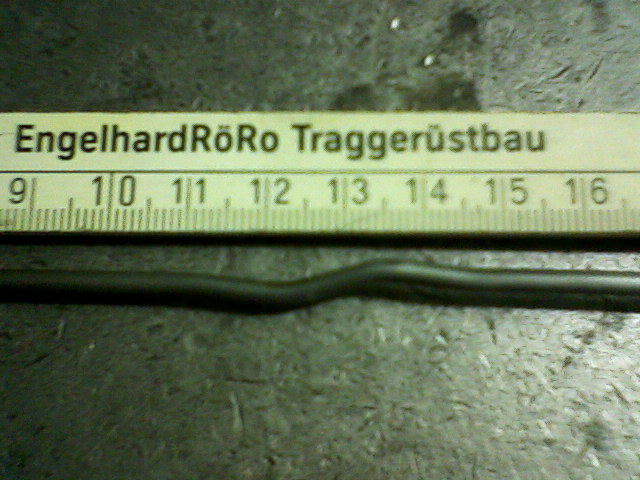 EngelhardRöRo Traggerüstbau
9 10 11 12 13 14 15 16